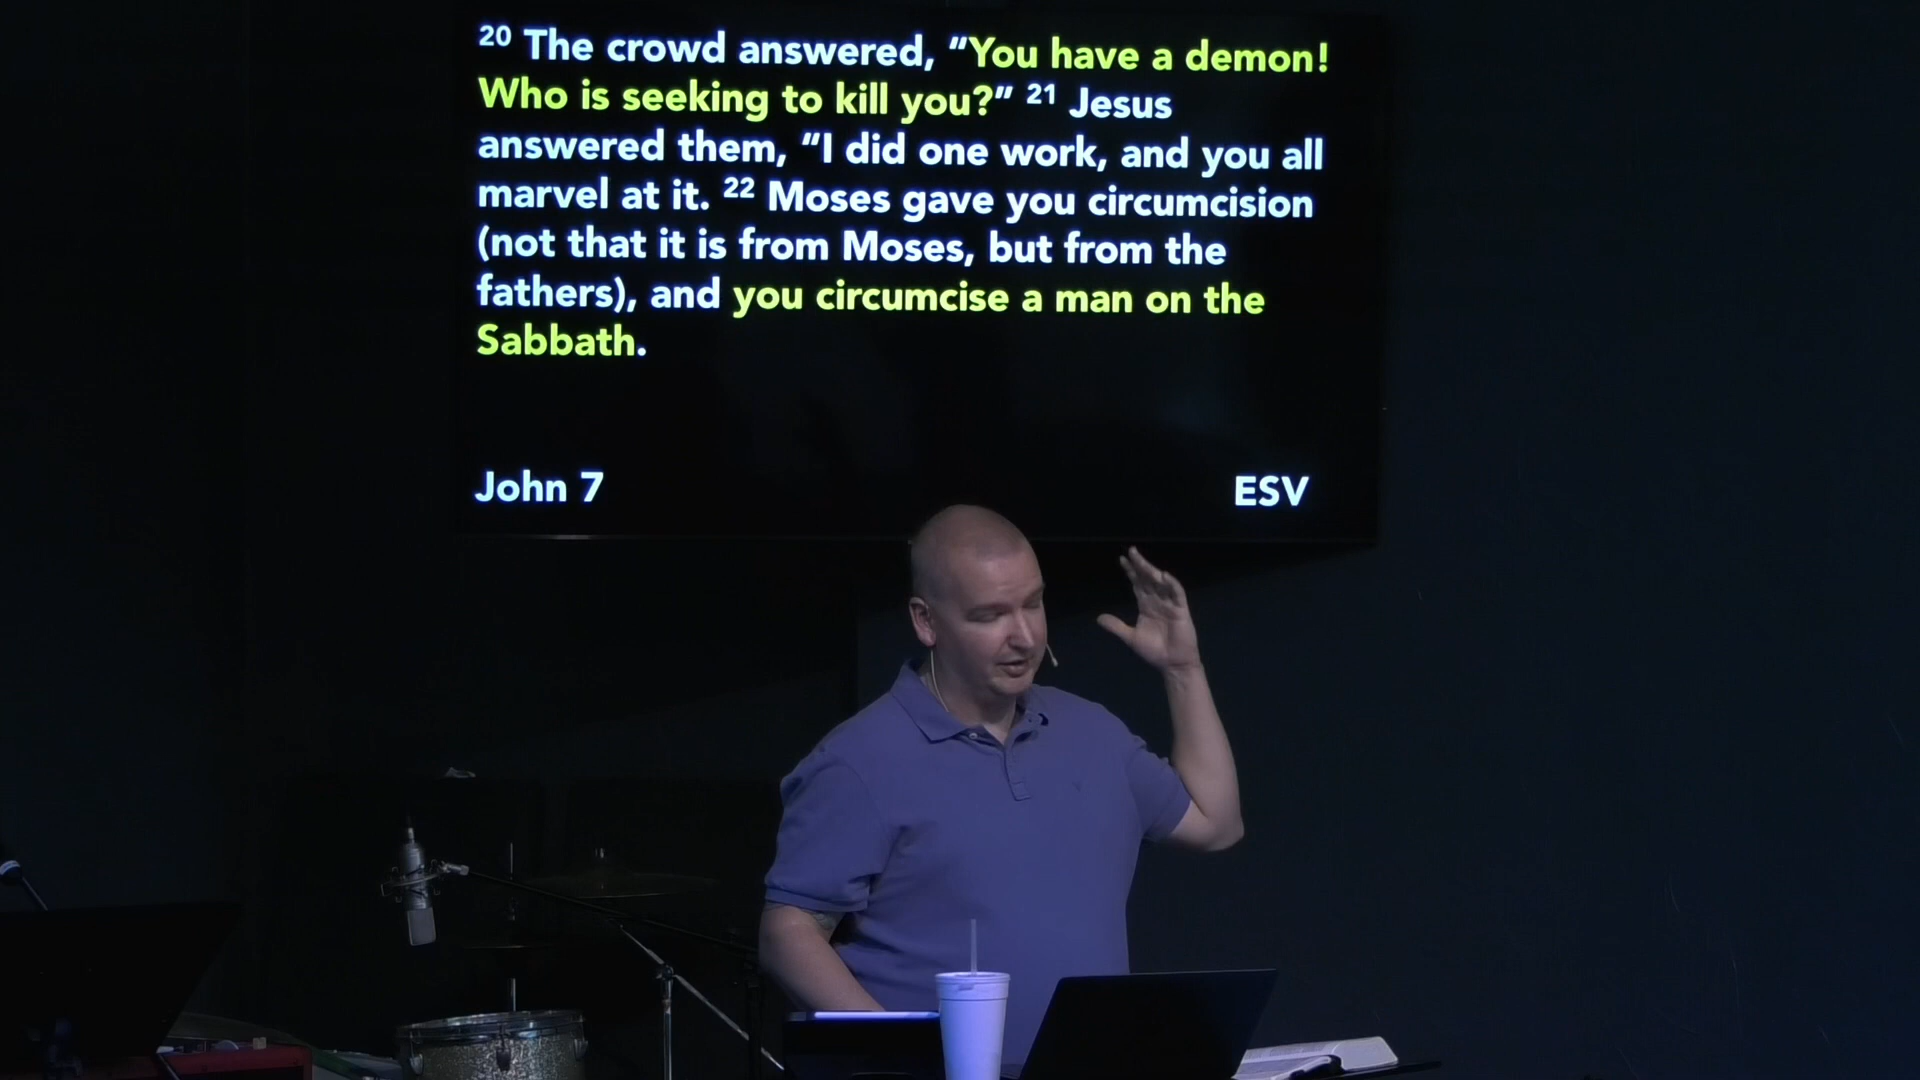 20 The crowd answered, “You have a demon!
Who is seeking to kill you?” 21 Jesus
answered them, “I did one work, and you all
marvel at it. 22 Moses gave you circumcision
(not that it is from Moses, but from the
fathers), and you circumcise a man on the
Sabbath.
John 7
ESV